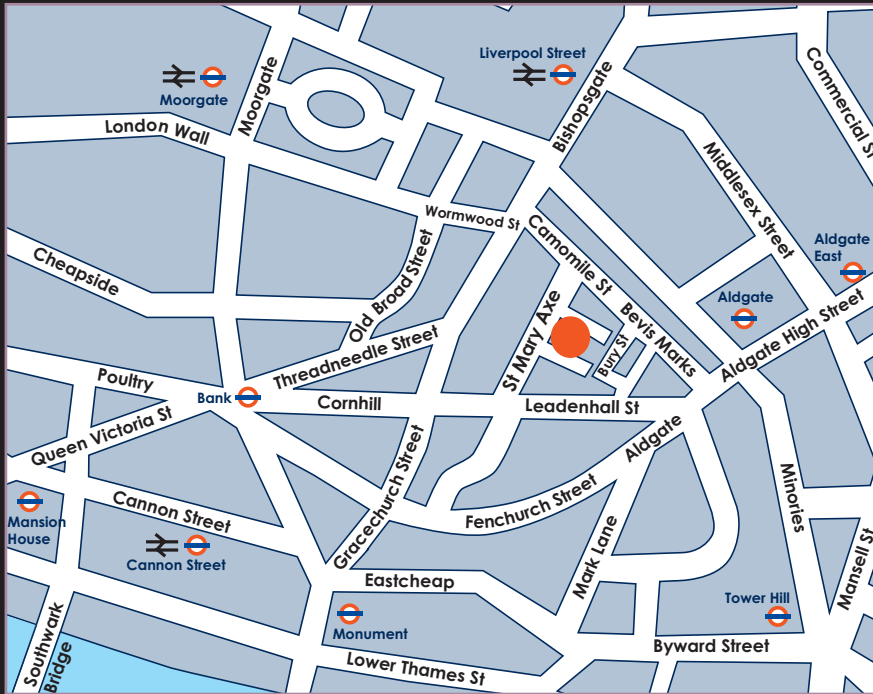 Liverpool Street
Moorgate
Moorgate
Bishopsgate
Commercial St
London Wall
Middlesex Street
Wormwood St
Camomile St
Aldgate
East
Cheapside
Old Broad Street
St Mary Axe
Aldgate
Bevis Marks
Aldgate High Street
Threadneedle Street
Bury St
Poultry
Bank
Cornhill
Leadenhall St
Queen Victoria St
Aldgate
Gracechurch Street
Fenchurch Street
Minories
Cannon Street
Mansion
House
Cannon Street
Mark Lane
Mansell St
Eastcheap
Tower Hill
Monument
Byward Street
Southwark
Bridge
Lower Thames St